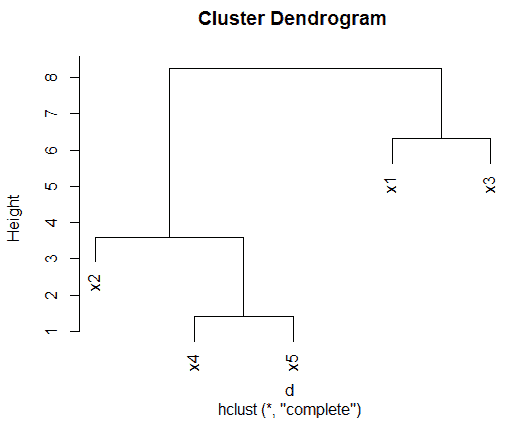 Cluster Dendrogram
Height
8
7
6
5
4
3
2
1
x2
x4
x5
x1
x3
d
hclust (*, "complete")